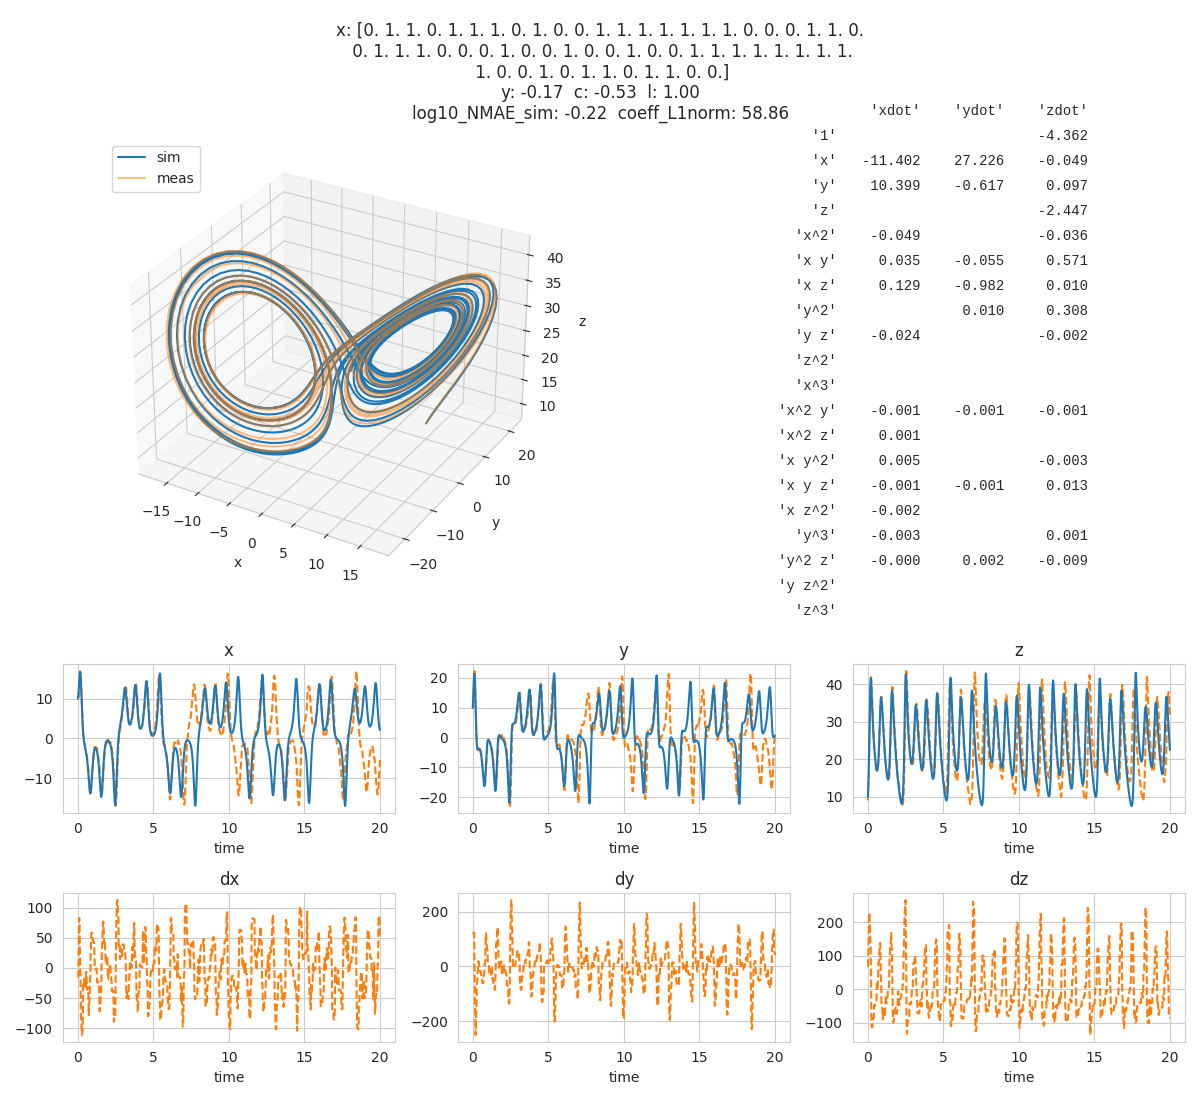 x: [0. 1. 1. 0. 1. 1. 1. 0. 1. 0. 0. 1. 1. 1. 1. 1. 1. 1. 0. 0. 0. 1. 1. 0.
0. 1. 1. 1. 0. 0. 0. 1. 0. 0. 1. 0. 0. 1. 0. 0. 1. 1. 1. 1. 1. 1. 1. 1.
1. 0. 0. 1. 0. 1. 1. 0. 1. 1. 0. 0.]
y: -0.17 c: -0.53 l: 1.00
log10_NMAE_sim: -0.22 coeff_L1norm: 58.86
'xdot' 'ydot' 'zdot'
'1' -4.362
'x' -11.402 27.226 -0.049
'y' 10.399 -0.617 0.097
'z' -2.447
'x^2' -0.049 -0.036
'x y' 0.035 -0.055 0.571
'x z' 0.129 -0.982 0.010
'y^2' 0.010 0.308
'y z' -0.024 -0.002
'z^2'
'x^3'
'x^2 y' -0.001 -0.001 -0.001
'x^2 z' 0.001
'x y^2' 0.005 -0.003
'x y z' -0.001 -0.001 0.013
'x z^2' -0.002
'y^3' -0.003 0.001
'y^2 z' -0.000 0.002 -0.009
'y z^2'
'z^3'
sim
meas
40
35
30
25
20
15
10
z
−15 −10 −5 0 5 10 15
x
−20 −10 0 10 20
y
x
10
0
−10
0 5 10 15 20
time
y
20
10
0
−10
−20
0 5 10 15 20
time
z
40
30
20
10
0 5 10 15 20
time
dx
100
50
0
−50
−100
0 5 10 15 20
time
dy
200
0
−200
0 5 10 15 20
time
dz
200
100
0
−100
0 5 10 15 20
time